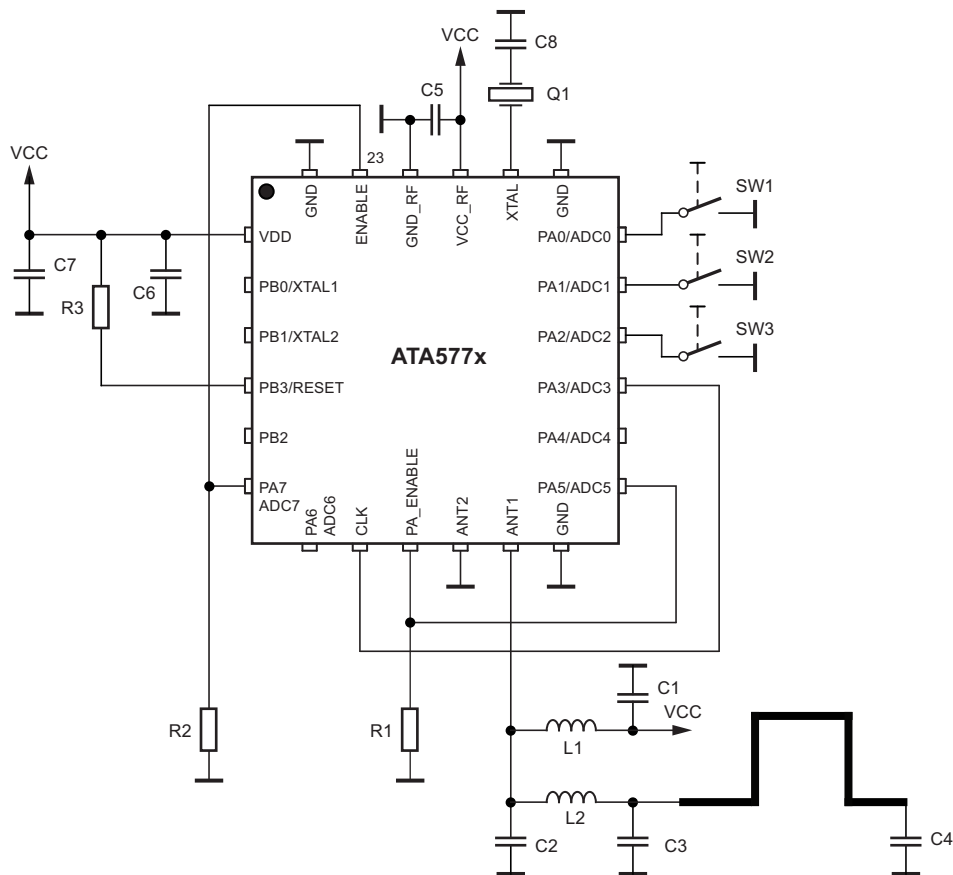 C8
VCC
C5
Q1
VCC
23
GND
ENABLE
GND_RF
VCC_RF
XTAL
GND
SW1
VDD
PA0/ADC0
C7
SW2
PB0/XTAL1
PA1/ADC1
C6
R3
PB1/XTAL2
PA2/ADC2
SW3
ATA577x
PB3/RESET
PA3/ADC3
PB2
PA4/ADC4
PA7
ADC7
PA5/ADC5
PA6
ADC6
CLK
PA_ENABLE
ANT2
ANT1
GND
C1
VCC
R2
R1
L1
L2
C2
C3
C4